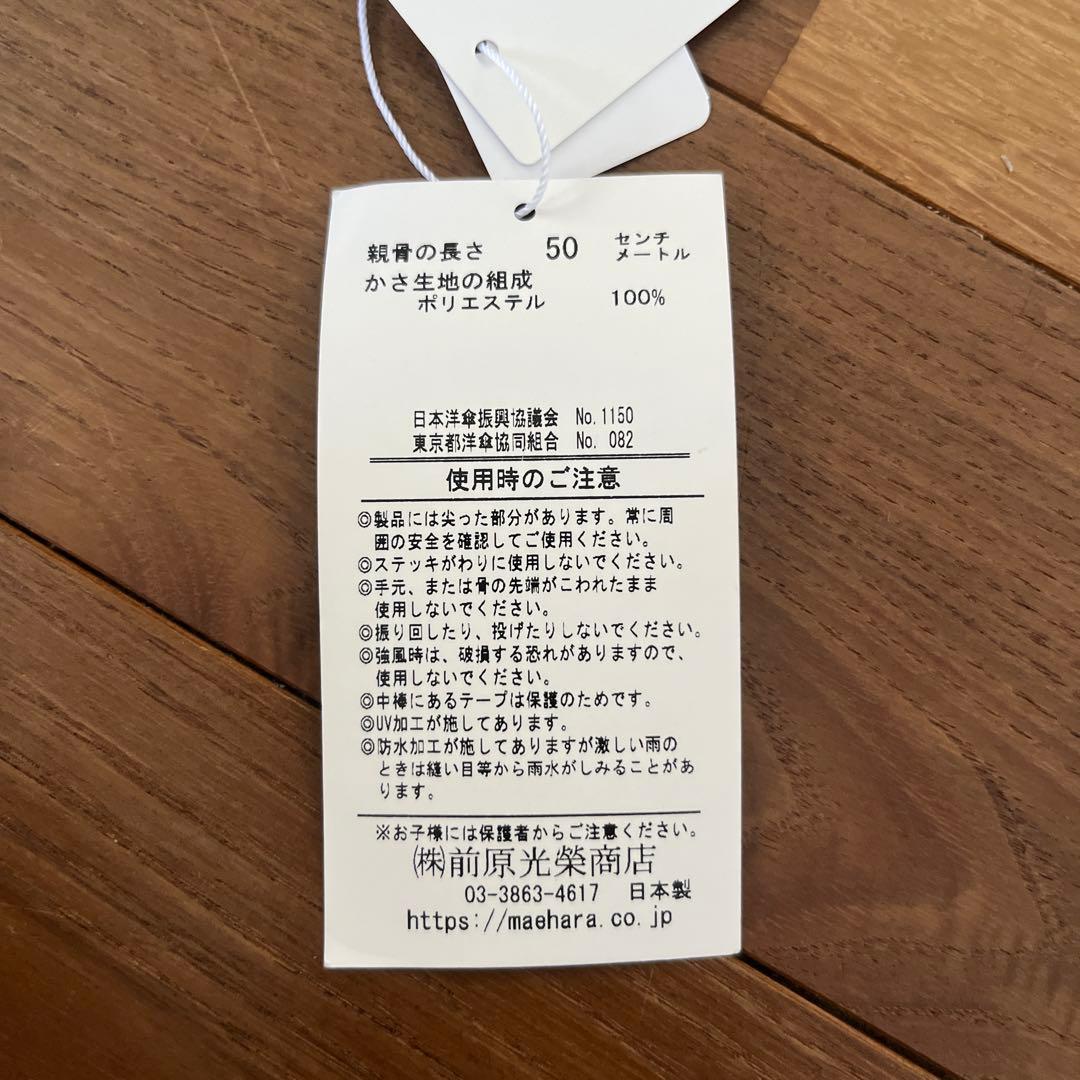 親骨の長さ 50 センチメートル
かさ生地の組成
ポリエステル 100%
日本洋傘振興協議会 No.1150
東京都洋傘協同組合 No. 082
使用時のご注意
◎製品には尖った部分があります。常に周
囲の安全を確認してご使用ください。
◎ステッキがわりに使用しないでください。
◎手元、または骨の先端がこわれたまま
使用しないでください。
◎振り回したり、投げたりしないでください。
◎強風時は、破損する恐れがありますので、
使用しないでください。
◎中棒にあるテープは保護のためです。
◎UV加工が施してあります。
◎防水加工が施してありますが激しい雨の
ときは縫い目等から雨水がしみることがあ
ります。
※お子様には保護者からご注意ください。
㈱前原光榮商店
03-3863-4617 日本製
https://maehara.co.jp